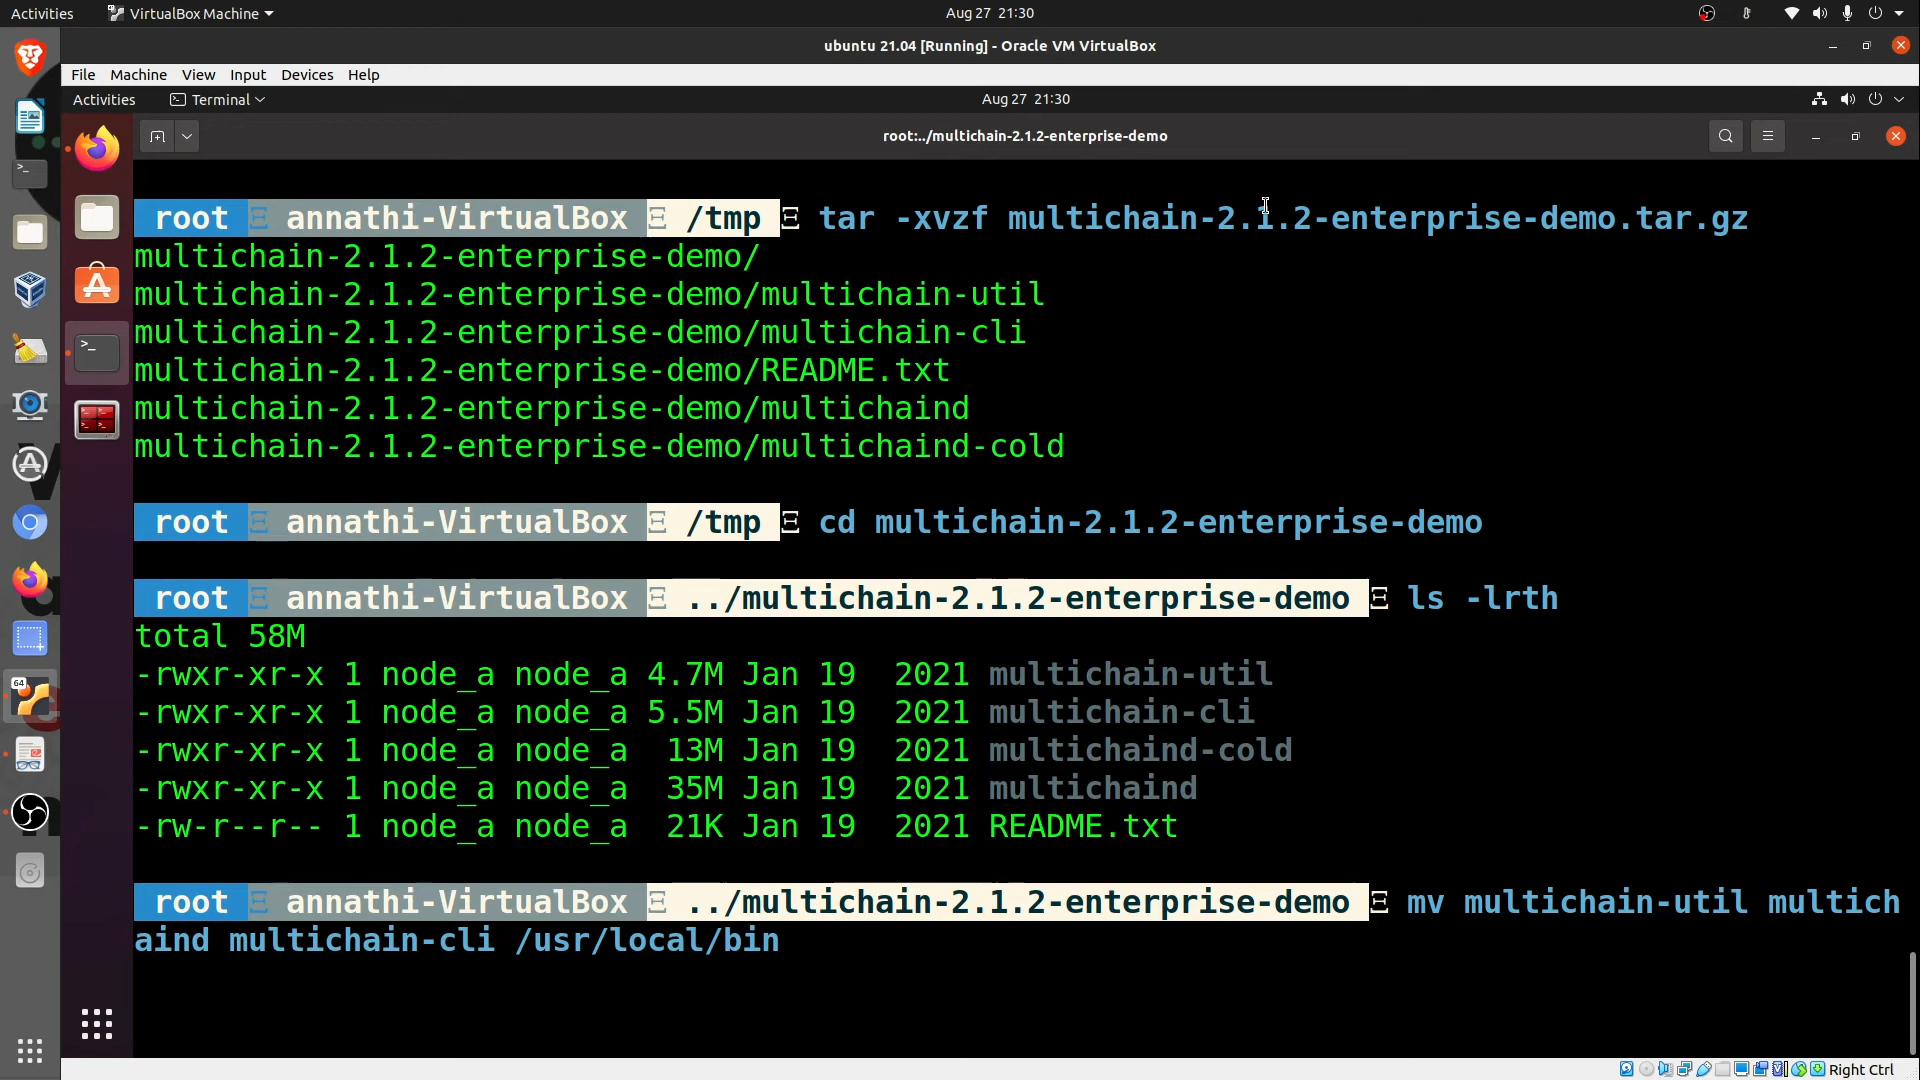 Activities VirtualBox Machine Aug 27 21:30
ubuntu 21.04 [Running] - Oracle VM VirtualBox
File Machine View Input Devices Help
Activities Terminal Aug 27 21:30
root:../multichain-2.1.2-enterprise-demo
root annathi-VirtualBox /tmp tar -xvzf multichain-2.1.2-enterprise-demo.tar.gz
multichain-2.1.2-enterprise-demo/
multichain-2.1.2-enterprise-demo/multichain-util
multichain-2.1.2-enterprise-demo/multichain-cli
multichain-2.1.2-enterprise-demo/README.txt
multichain-2.1.2-enterprise-demo/multichaind
multichain-2.1.2-enterprise-demo/multichaind-cold
root annathi-VirtualBox /tmp cd multichain-2.1.2-enterprise-demo
root annathi-VirtualBox ../multichain-2.1.2-enterprise-demo ls -lrth
total 58M
-rwxr-xr-x 1 node_a node_a 4.7M Jan 19 2021 multichain-util
-rwxr-xr-x 1 node_a node_a 5.5M Jan 19 2021 multichain-cli
-rwxr-xr-x 1 node_a node_a 13M Jan 19 2021 multichaind-cold
-rwxr-xr-x 1 node_a node_a 35M Jan 19 2021 multichaind
-rw-r--r-- 1 node_a node_a 21K Jan 19 2021 README.txt
root annathi-VirtualBox ../multichain-2.1.2-enterprise-demo mv multichain-util multich
aind multichain-cli /usr/local/bin
64
Right Ctrl